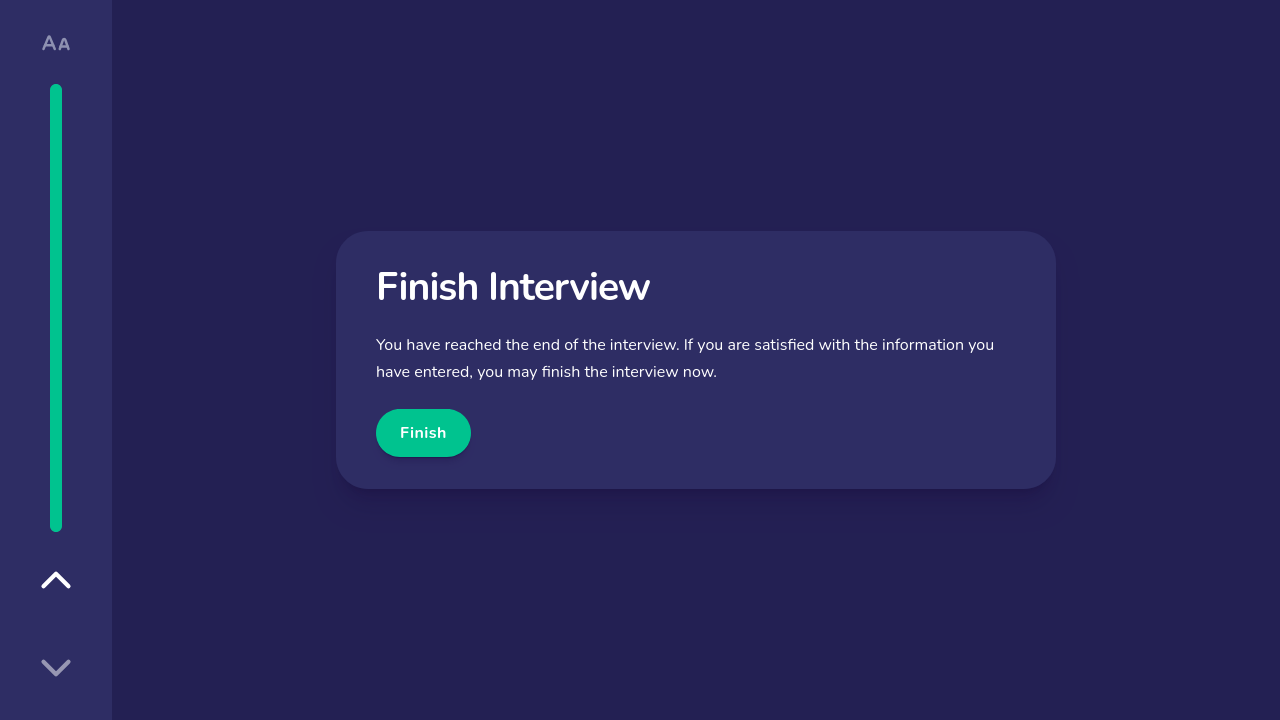 AA
Finish Interview
You have reached the end of the interview. If you are satisfied with the information you
have entered, you may finish the interview now.
Finish